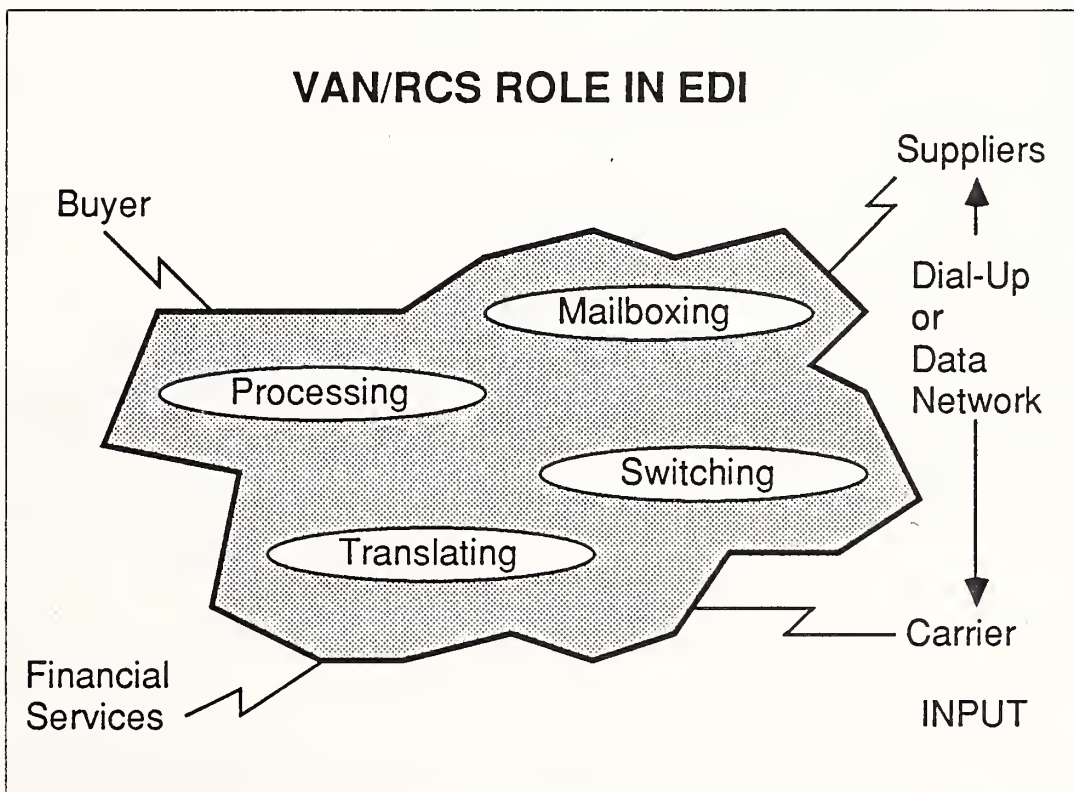 VAN/RCS ROLE IN EDI
Suppliers
Buyer
Dial-Up
or
Data
Network
Mailboxing
Processing
Switching
Translating
Carrier
Financial
Services
INPUT